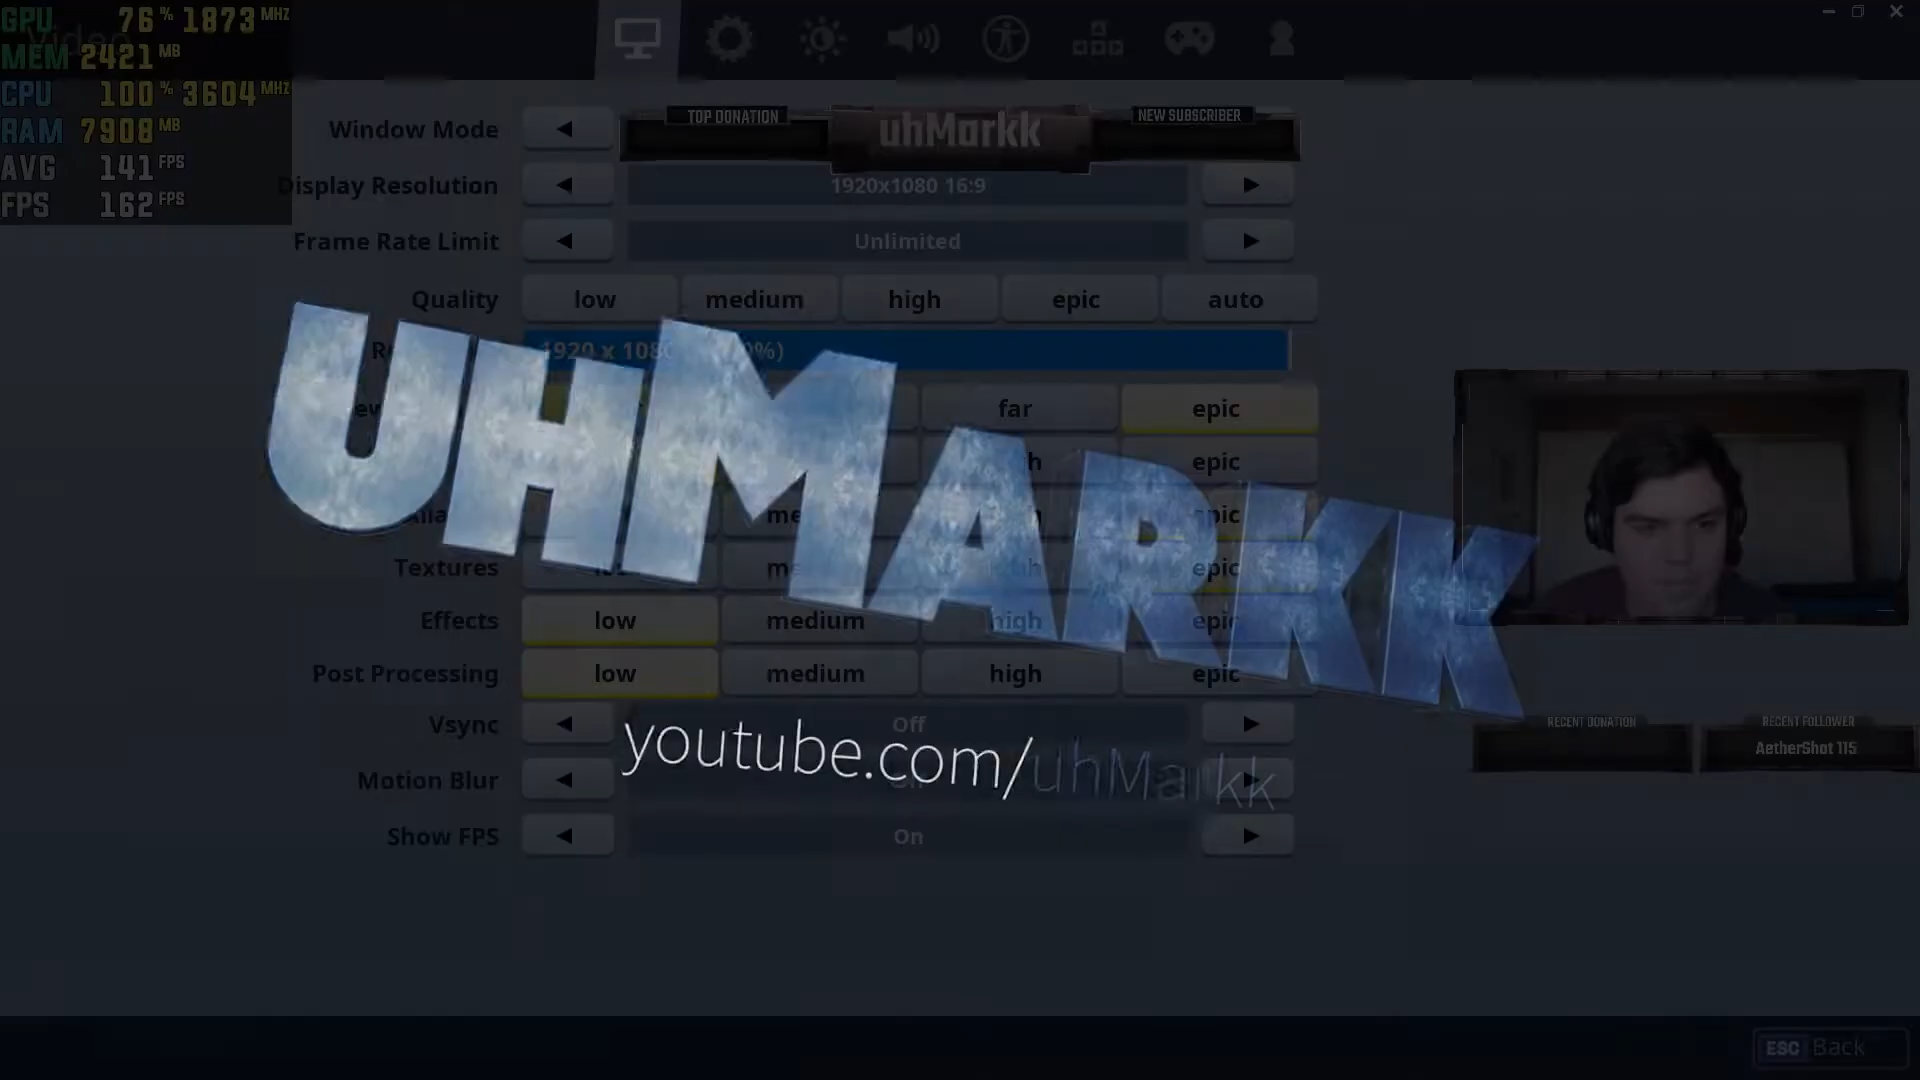 GPU 76 % 1873 MHz
Video
MEM 2421 MB
CPU 100 % 3604 MHz
RAM 7908 MB
AVG 141 FPS
FPS 162 FPS
TOP DONATION
uhMarkk
NEW SUBSCRIBER
Window Mode
Display Resolution 1920x1080 16:9
Frame Rate Limit Unlimited
Quality low medium high epic auto
1920 x 1080
far epic
epic
Textures epic
Effects low medium high epic
Post Processing low medium high epic
UHMARKK
youtube.com/uhMarkk
Vsync Off
Motion Blur
Show FPS On
RECENT DONATION
RECENT FOLLOWER
AetherShot 115
ESC Back